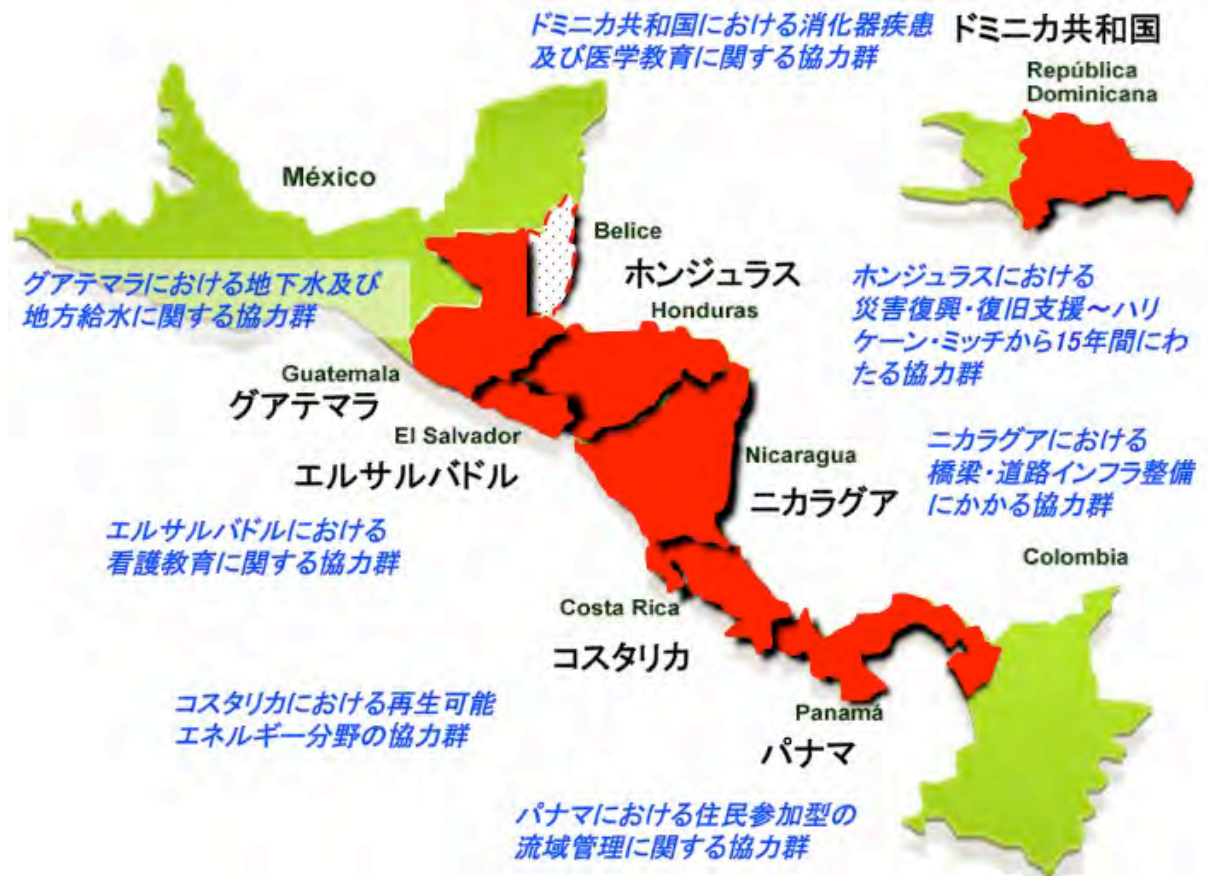 ドミニカ共和国における消化器疾患
及び医学教育に関する協力群
ドミニカ共和国
República
Dominicana
México
Belice
ホンジュラス
Honduras
グアテマラにおける地下水及び
地方給水に関する協力群
ホンジュラスにおける
災害復興・復旧支援～ハリ
ケーン・ミッチから15年間にわ
たる協力群
Guatemala
グアテマラ
El Salvador
エルサルバドル
Nicaragua
ニカラグア
ニカラグアにおける
橋梁・道路インフラ整備
にかかる協力群
エルサルバドルにおける
看護教育に関する協力群
Colombia
Costa Rica
コスタリカ
コスタリカにおける再生可能
エネルギー分野の協力群
Panamá
パナマ
パナマにおける住民参加型の
流域管理に関する協力群